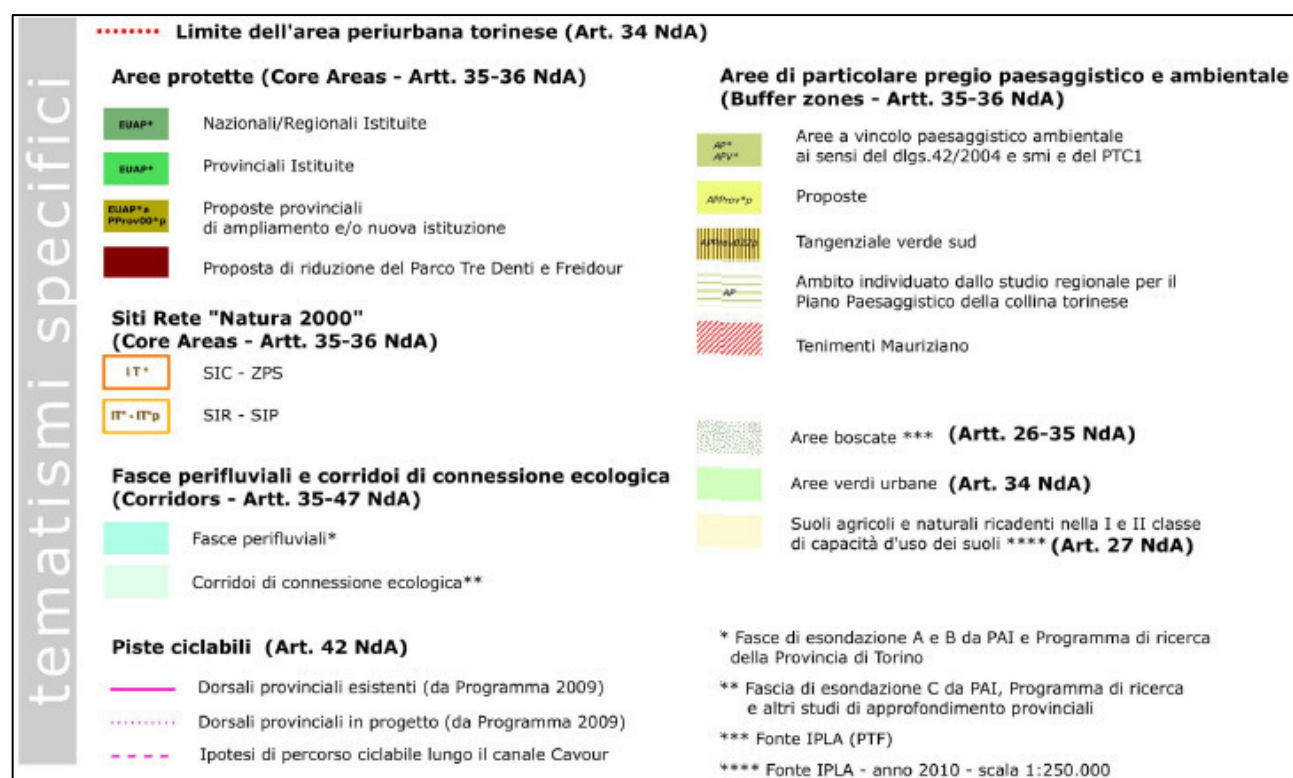 tematismi specifici
Limite dell'area periurbana torinese (Art. 34 NdA)
Aree protette (Core Areas - Artt. 35-36 NdA)
EUAP*
Nazionali/Regionali Istituite
EUAP*
Provinciali Istituite
EUAP*a
PProv00*p
Proposte provinciali
di ampliamento e/o nuova istituzione
Proposta di riduzione del Parco Tre Denti e Freidour
Siti Rete "Natura 2000"
(Core Areas - Artt. 35-36 NdA)
IT*
SIC - ZPS
IT* - IT*p
SIR - SIP
Fasce perifluviali e corridoi di connessione ecologica
(Corridors - Artt. 35-47 NdA)
Fasce perifluviali*
Corridoi di connessione ecologica**
Piste ciclabili (Art. 42 NdA)
Dorsali provinciali esistenti (da Programma 2009)
Dorsali provinciali in progetto (da Programma 2009)
Ipotesi di percorso ciclabile lungo il canale Cavour
Aree di particolare pregio paesaggistico e ambientale
(Buffer zones - Artt. 35-36 NdA)
AP*
APV*
Aree a vincolo paesaggistico ambientale
ai sensi del dlgs.42/2004 e smi e del PTC1
APProv*p
Proposte
Tangenziale verde sud
AP
Ambito individuato dallo studio regionale per il
Piano Paesaggistico della collina torinese
Tenimenti Mauriziano
Aree boscate *** (Artt. 26-35 NdA)
Aree verdi urbane (Art. 34 NdA)
Suoli agricoli e naturali ricadenti nella I e II classe
di capacità d'uso dei suoli **** (Art. 27 NdA)
* Fasce di esondazione A e B da PAI e Programma di ricerca
della Provincia di Torino
** Fascia di esondazione C da PAI, Programma di ricerca
e altri studi di approfondimento provinciali
*** Fonte IPLA (PTF)
**** Fonte IPLA - anno 2010 - scala 1:250.000